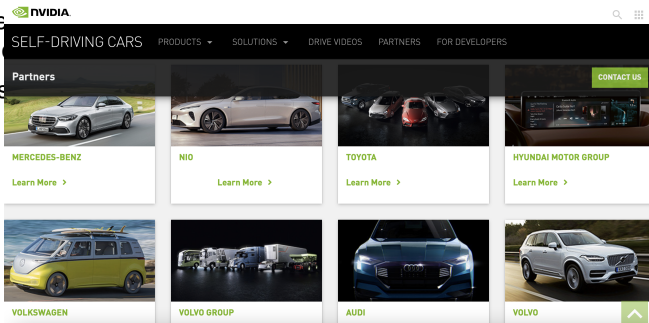 NVIDIA.
SELF-DRIVING CARS PRODUCTS SOLUTIONS DRIVE VIDEOS PARTNERS FOR DEVELOPERS
Partners CONTACT US
MERCEDES-BENZ NIO TOYOTA HYUNDAI MOTOR GROUP
Learn More Learn More Learn More Learn More
VOLKSWAGEN VOLVO GROUP AUDI VOLVO